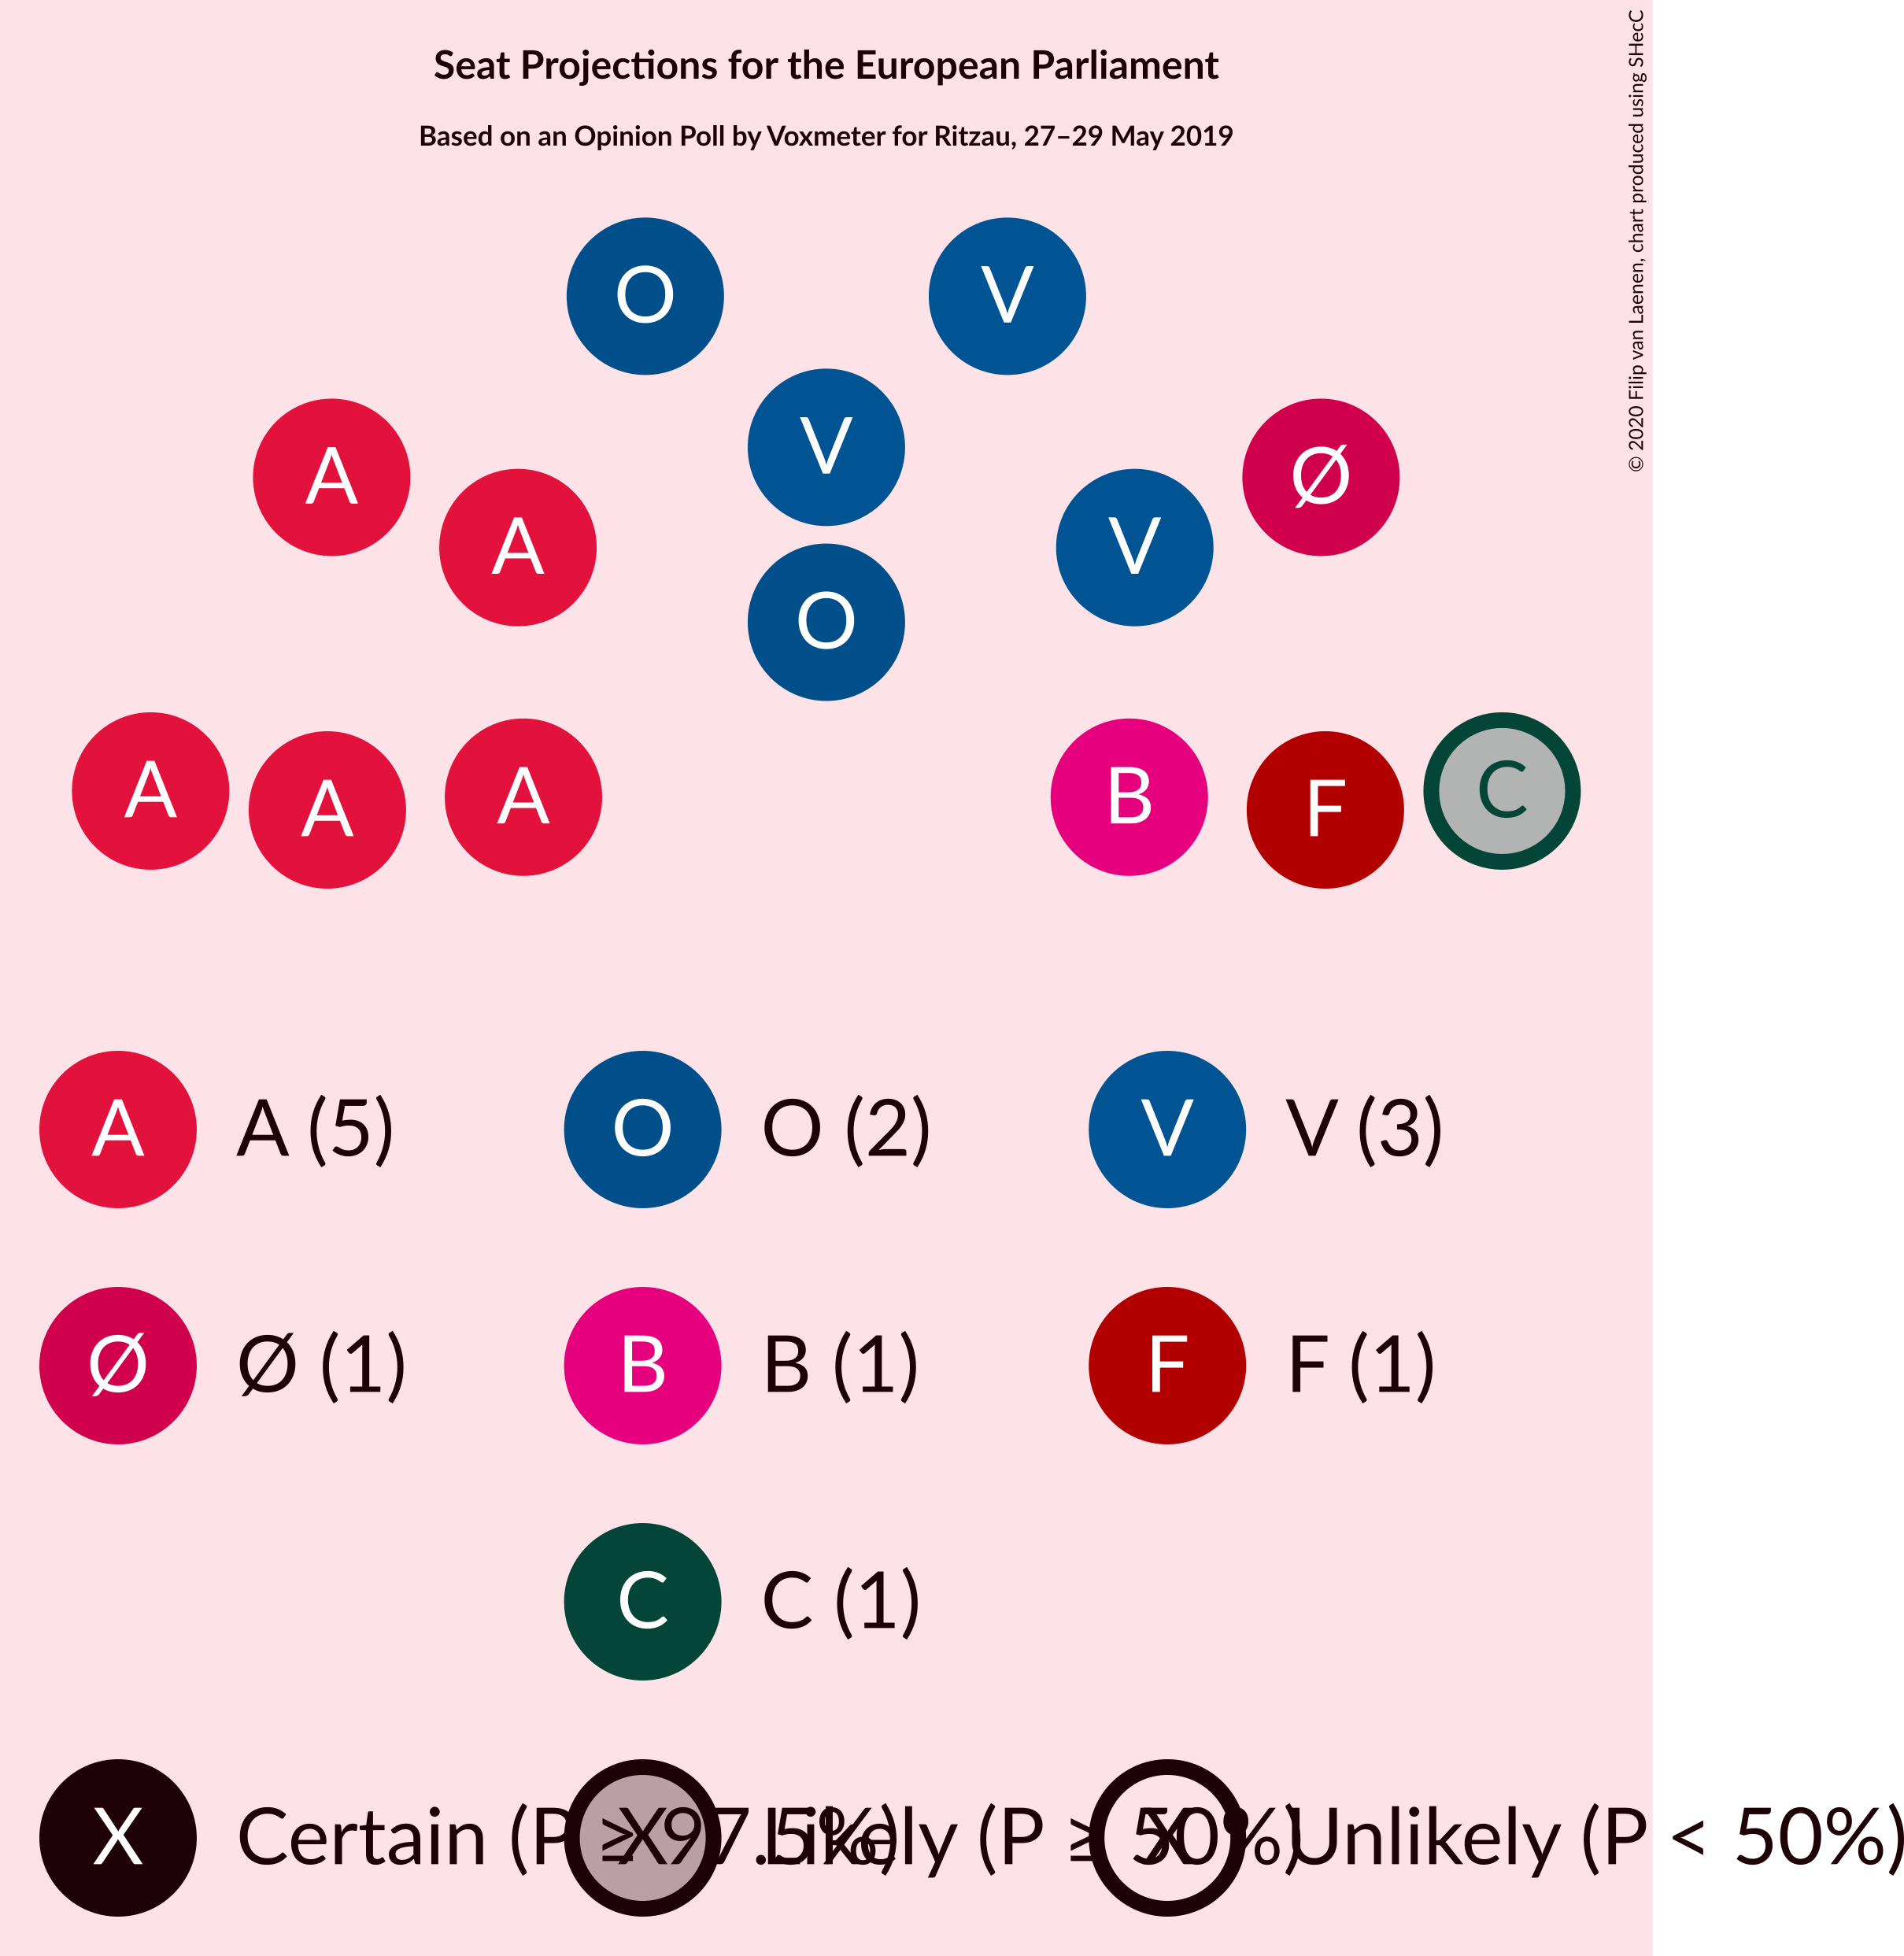 Seat Projections for the European Parliament
Based on an Opinion Poll by Voxmeter for Ritzau, 27–29 May 2019
© 2020 Filip van Laenen, chart produced using SHecC
O V
V
A Ø
A V
O
A A A B F C
A A (5) O O (2) V V (3)
Ø Ø (1) B B (1) F F (1)
C C (1)
X Certain (P ≥ 97.5%) X Likely (P ≥ 50%) X Unlikely (P < 50%)